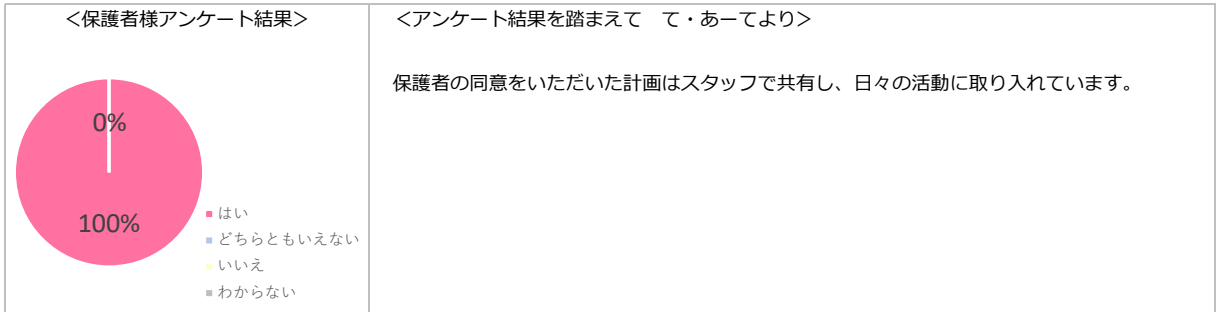 ＜保護者様アンケート結果＞
＜アンケート結果を踏まえて　て・あーてより＞
保護者の同意をいただいた計画はスタッフで共有し、日々の活動に取り入れています。
0%
100%
はい
どちらともいえない
いいえ
わからない